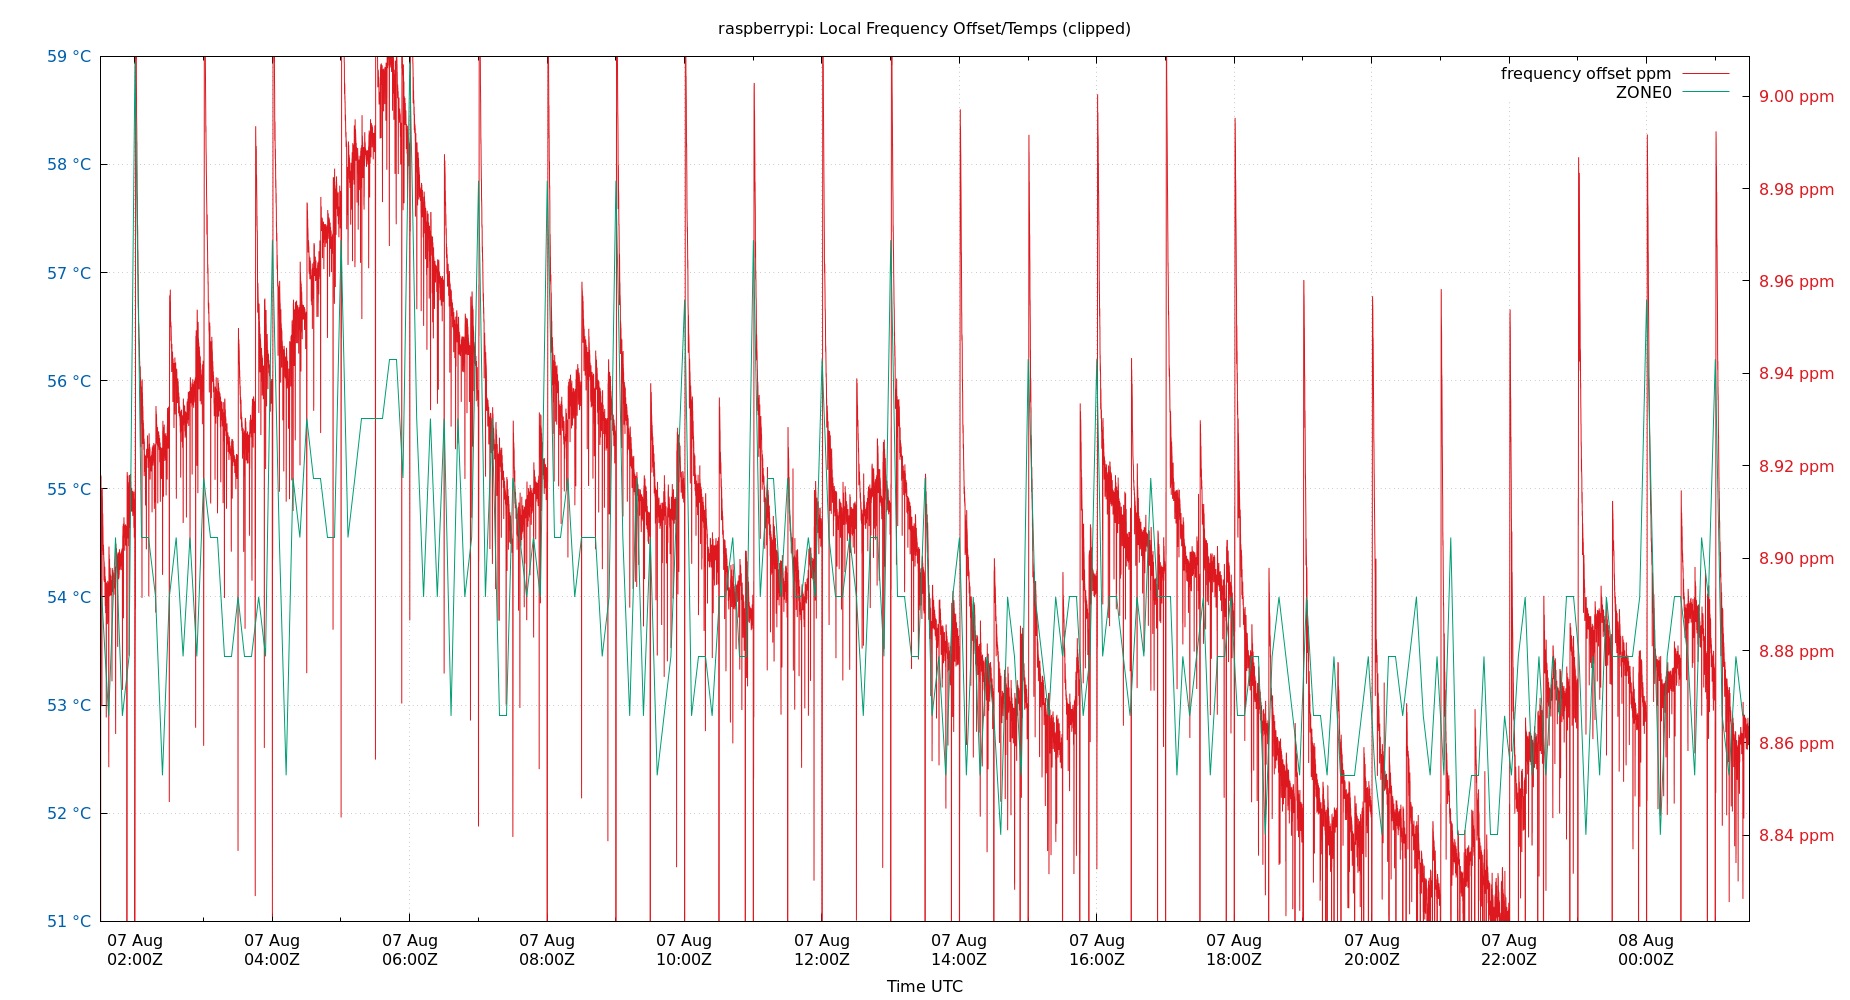 raspberrypi: Local Frequency Offset/Temps (clipped)
frequency offset ppm
ZONE0
59 °C
58 °C
57 °C
56 °C
55 °C
54 °C
53 °C
52 °C
51 °C
9.00 ppm
8.98 ppm
8.96 ppm
8.94 ppm
8.92 ppm
8.90 ppm
8.88 ppm
8.86 ppm
8.84 ppm
07 Aug
02:00Z
07 Aug
04:00Z
07 Aug
06:00Z
07 Aug
08:00Z
07 Aug
10:00Z
07 Aug
12:00Z
07 Aug
14:00Z
07 Aug
16:00Z
07 Aug
18:00Z
07 Aug
20:00Z
07 Aug
22:00Z
08 Aug
00:00Z
Time UTC